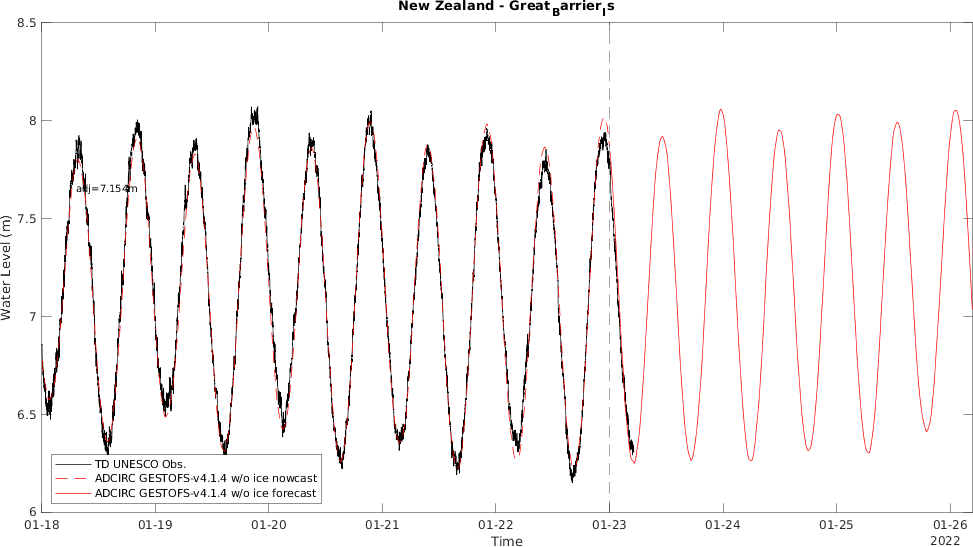 New Zealand - Great_Barrier_Is
8.5
8
7.5
7
6.5
6
Water Level (m)
adj=7.154m
TD UNESCO Obs.
ADCIRC GESTOFS-v4.1.4 w/o ice nowcast
ADCIRC GESTOFS-v4.1.4 w/o ice forecast
01-18 01-19 01-20 01-21 01-22 01-23 01-24 01-25 01-26
Time 2022